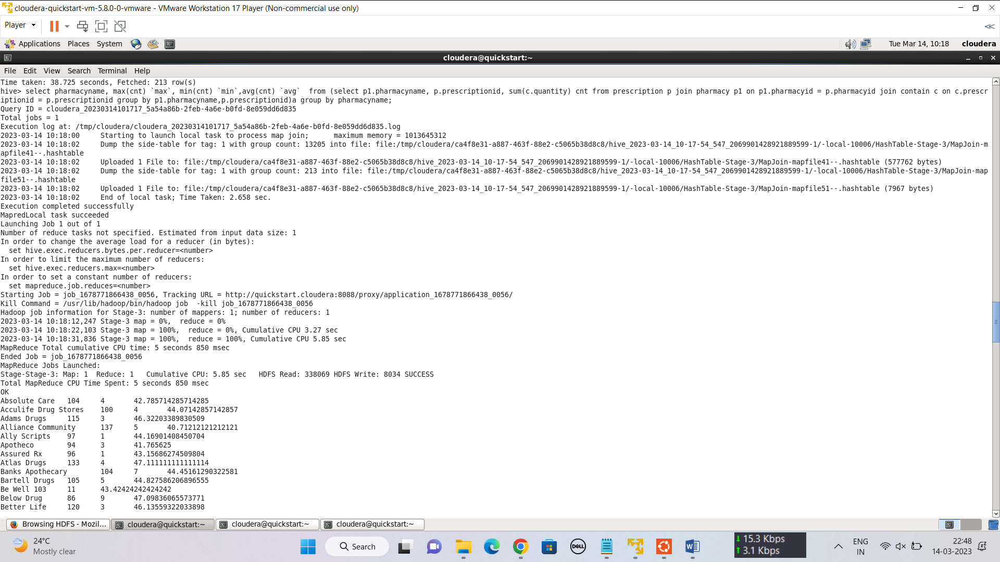 cloudera-quickstart-vm-5.8.0-0-vmware - VMware Workstation 17 Player (Non-commercial use only)
Player
Applications Places System
Tue Mar 14, 10:18 cloudera
cloudera@quickstart:~
File Edit View Search Terminal Help
Time taken: 38.725 seconds, Fetched: 213 row(s)
hive> select pharmacyname, max(cnt) `max`, min(cnt) `min`,avg(cnt) `avg`  from (select p1.pharmacyname, p.prescriptionid, sum(c.quantity) cnt from prescription p join pharmacy p1 on p1.pharmacyid = p.pharmacyid join contain c on c.prescr
iptionid = p.prescriptionid group by p1.pharmacyname,p.prescriptionid)a group by pharmacyname;
Query ID = cloudera_20230314101717_5a54a86b-2feb-4a6e-b0fd-8e059dd6d835
Total jobs = 1
Execution log at: /tmp/cloudera/cloudera_20230314101717_5a54a86b-2feb-4a6e-b0fd-8e059dd6d835.log
2023-03-14 10:18:00     Starting to launch local task to process map join;      maximum memory = 1013645312
2023-03-14 10:18:02     Dump the side-table for tag: 1 with group count: 13205 into file: file:/tmp/cloudera/ca4f8e31-a887-463f-88e2-c5065b38d8c8/hive_2023-03-14_10-17-54_547_2069901428921889599-1/-local-10006/HashTable-Stage-3/MapJoin-m
apfile41--.hashtable
2023-03-14 10:18:02     Uploaded 1 File to: file:/tmp/cloudera/ca4f8e31-a887-463f-88e2-c5065b38d8c8/hive_2023-03-14_10-17-54_547_2069901428921889599-1/-local-10006/HashTable-Stage-3/MapJoin-mapfile41--.hashtable (577762 bytes)
2023-03-14 10:18:02     Dump the side-table for tag: 1 with group count: 213 into file: file:/tmp/cloudera/ca4f8e31-a887-463f-88e2-c5065b38d8c8/hive_2023-03-14_10-17-54_547_2069901428921889599-1/-local-10006/HashTable-Stage-3/MapJoin-map
file51--.hashtable
2023-03-14 10:18:02     Uploaded 1 File to: file:/tmp/cloudera/ca4f8e31-a887-463f-88e2-c5065b38d8c8/hive_2023-03-14_10-17-54_547_2069901428921889599-1/-local-10006/HashTable-Stage-3/MapJoin-mapfile51--.hashtable (7967 bytes)
2023-03-14 10:18:02     End of local task; Time Taken: 2.658 sec.
Execution completed successfully
MapredLocal task succeeded
Launching Job 1 out of 1
Number of reduce tasks not specified. Estimated from input data size: 1
In order to change the average load for a reducer (in bytes):
  set hive.exec.reducers.bytes.per.reducer=<number>
In order to limit the maximum number of reducers:
  set hive.exec.reducers.max=<number>
In order to set a constant number of reducers:
  set mapreduce.job.reduces=<number>
Starting Job = job_1678771866438_0056, Tracking URL = http://quickstart.cloudera:8088/proxy/application_1678771866438_0056/
Kill Command = /usr/lib/hadoop/bin/hadoop job  -kill job_1678771866438_0056
Hadoop job information for Stage-3: number of mappers: 1; number of reducers: 1
2023-03-14 10:18:12,247 Stage-3 map = 0%,  reduce = 0%
2023-03-14 10:18:22,103 Stage-3 map = 100%,  reduce = 0%, Cumulative CPU 3.27 sec
2023-03-14 10:18:31,836 Stage-3 map = 100%,  reduce = 100%, Cumulative CPU 5.85 sec
MapReduce Total cumulative CPU time: 5 seconds 850 msec
Ended Job = job_1678771866438_0056
MapReduce Jobs Launched:
Stage-Stage-3: Map: 1  Reduce: 1   Cumulative CPU: 5.85 sec   HDFS Read: 338069 HDFS Write: 8034 SUCCESS
Total MapReduce CPU Time Spent: 5 seconds 850 msec
OK
Absolute Care   104     4       42.785714285714285
Acculife Drug Stores    100     4       44.07142857142857
Adams Drugs     115     3       46.32203389830509
Alliance Community      137     5       40.71212121212121
Ally Scripts    97      1       44.16901408450704
Apotheco        94      3       41.765625
Assured Rx      96      1       43.15686274509804
Atlas Drugs     133     4       47.111111111111114
Banks Apothecary        104     7       44.45161290322581
Bartell Drugs   105     5       44.827586206896555
Be Well 103     11      43.42424242424242
Below Drug      86      9       47.09836065573771
Better Life     120     3       46.13559322033898
Browsing HDFS - Mozil... cloudera@quickstart:~ cloudera@quickstart:~ cloudera@quickstart:~
24°C
Mostly clear
Search
DELL
15.3 Kbps
3.1 Kbps
ENG
IN
22:48
14-03-2023